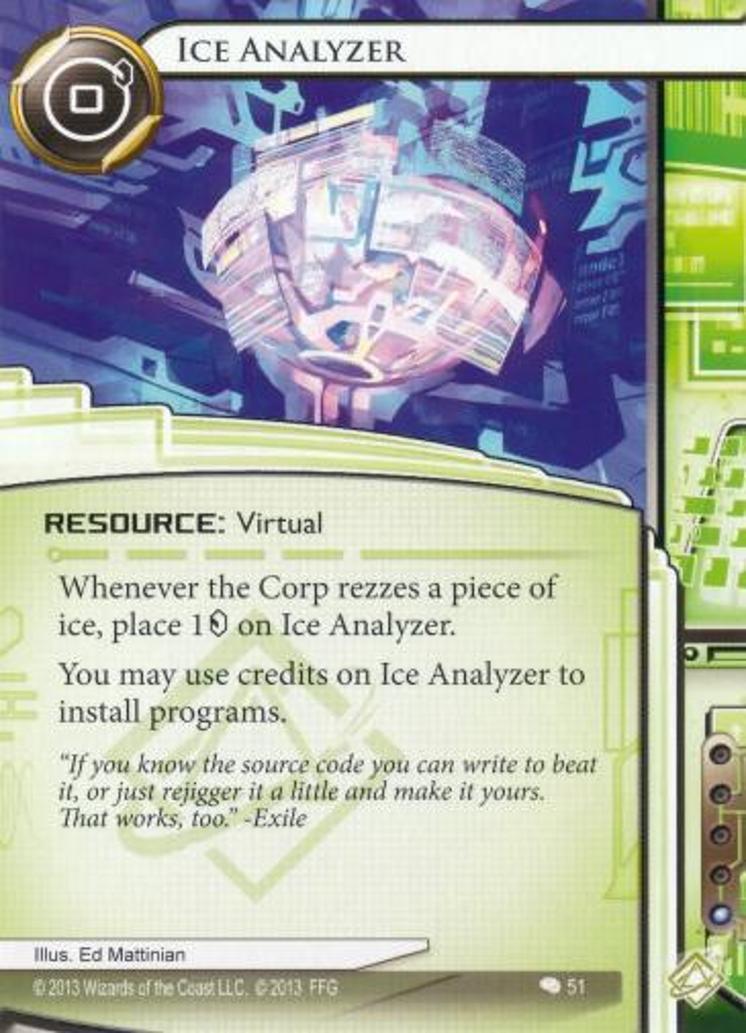 ICE ANALYZER
RESOURCE: Virtual
Whenever the Corp rezzes a piece of
ice, place 1 on Ice Analyzer.
You may use credits on Ice Analyzer to
install programs.
“If you know the source code you can write to beat
it, or just rejigger it a little and make it yours.
That works, too.” -Exile
Illus. Ed Mattinian
© 2013 Wizards of the Coast LLC. © 2013 FFG
51